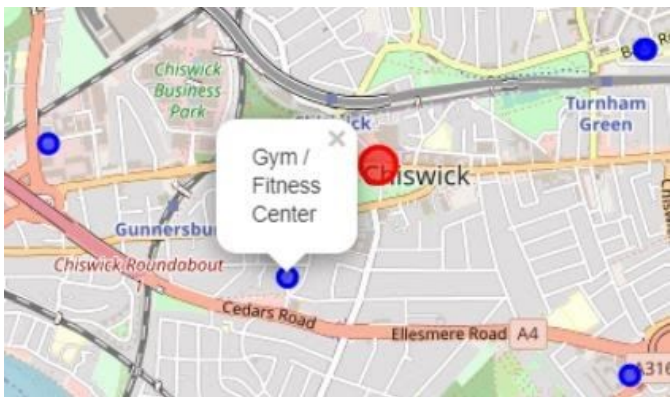 Chiswick
Business
Park
Turnham
Green
Gym /
Fitness
Center
×
Chiswick
Gunnersbu
Chiswick Roundabout
Cedars Road
Ellesmere Road
A4
A316